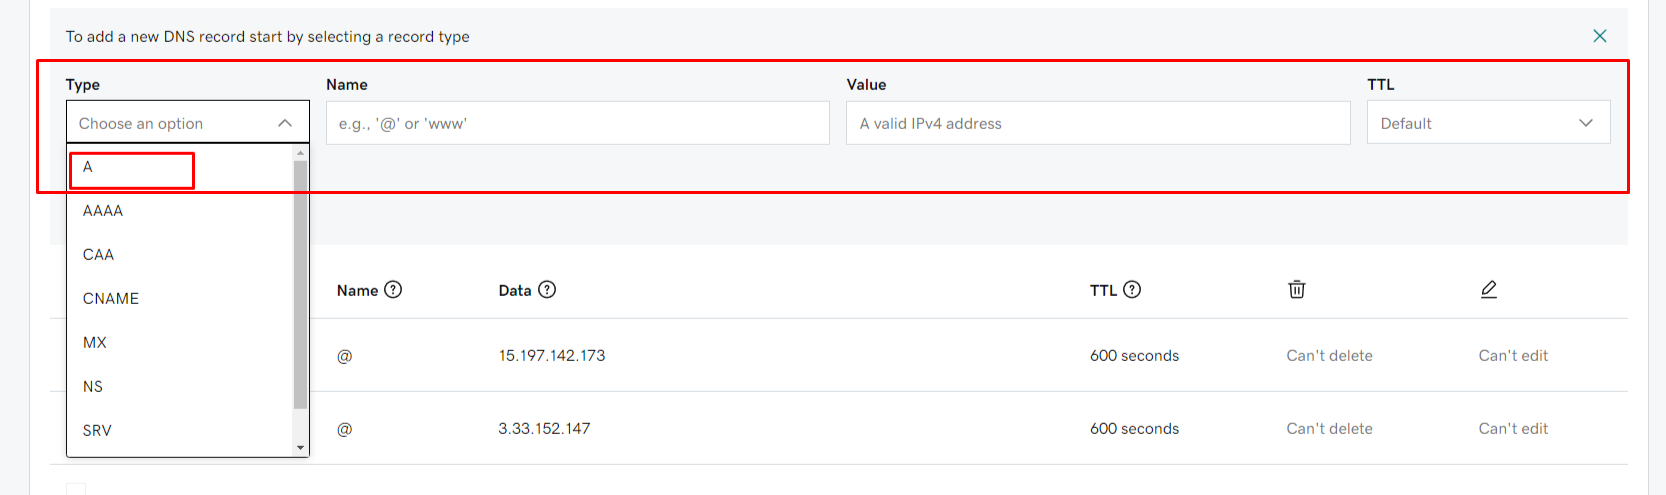 To add a new DNS record start by selecting a record type
Type Name Value TTL
Choose an option e.g., '@' or 'www' A valid IPv4 address Default
A
AAAA
CAA
CNAME
MX
NS
SRV
Name Data TTL
@ 15.197.142.173 600 seconds Can't delete Can't edit
@ 3.33.152.147 600 seconds Can't delete Can't edit